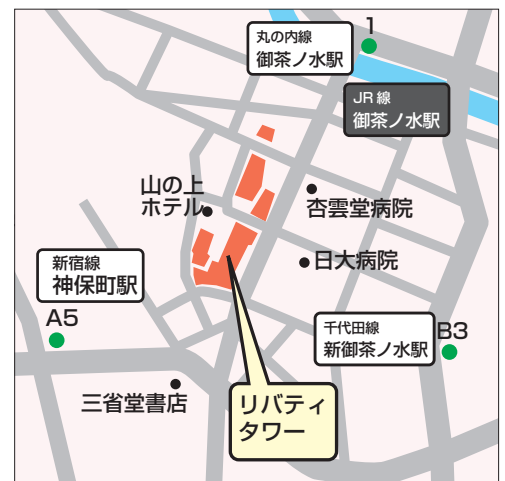 丸の内線
御茶ノ水駅
1
JR線
御茶ノ水駅
山の上
ホテル
杏雲堂病院
日大病院
新宿線
神保町駅
A5
千代田線
新御茶ノ水駅
B3
三省堂書店
リバティ
タワー